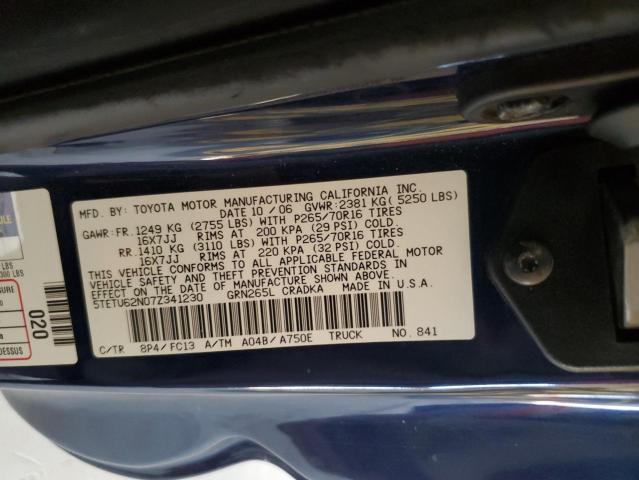 MFD. BY: TOYOTA MOTOR MANUFACTURING CALIFORNIA INC.
DATE 10 / 06 GVWR: 2381 KG ( 5250 LBS)
GAWR: FR. 1249 KG (2755 LBS) WITH P265/70R16 TIRES
16X7JJ RIMS AT 200 KPA (29 PSI) COLD.
RR. 1410 KG (3110 LBS) WITH P265/70R16 TIRES
16X7JJ RIMS AT 220 KPA (32 PSI) COLD.
THIS VEHICLE CONFORMS TO ALL APPLICABLE FEDERAL MOTOR
VEHICLE SAFETY AND BUMPER STANDARDS IN
EFFECT ON THE DATE OF MANUFACTURE SHOWN ABOVE.
5TETU62N07Z341230 GRN265L CRADKA MADE IN U.S.A.
C/TR 8P4/ FC13 A/TM A04B/ A750E TRUCK NO. 841
LBS
020
DESSUS